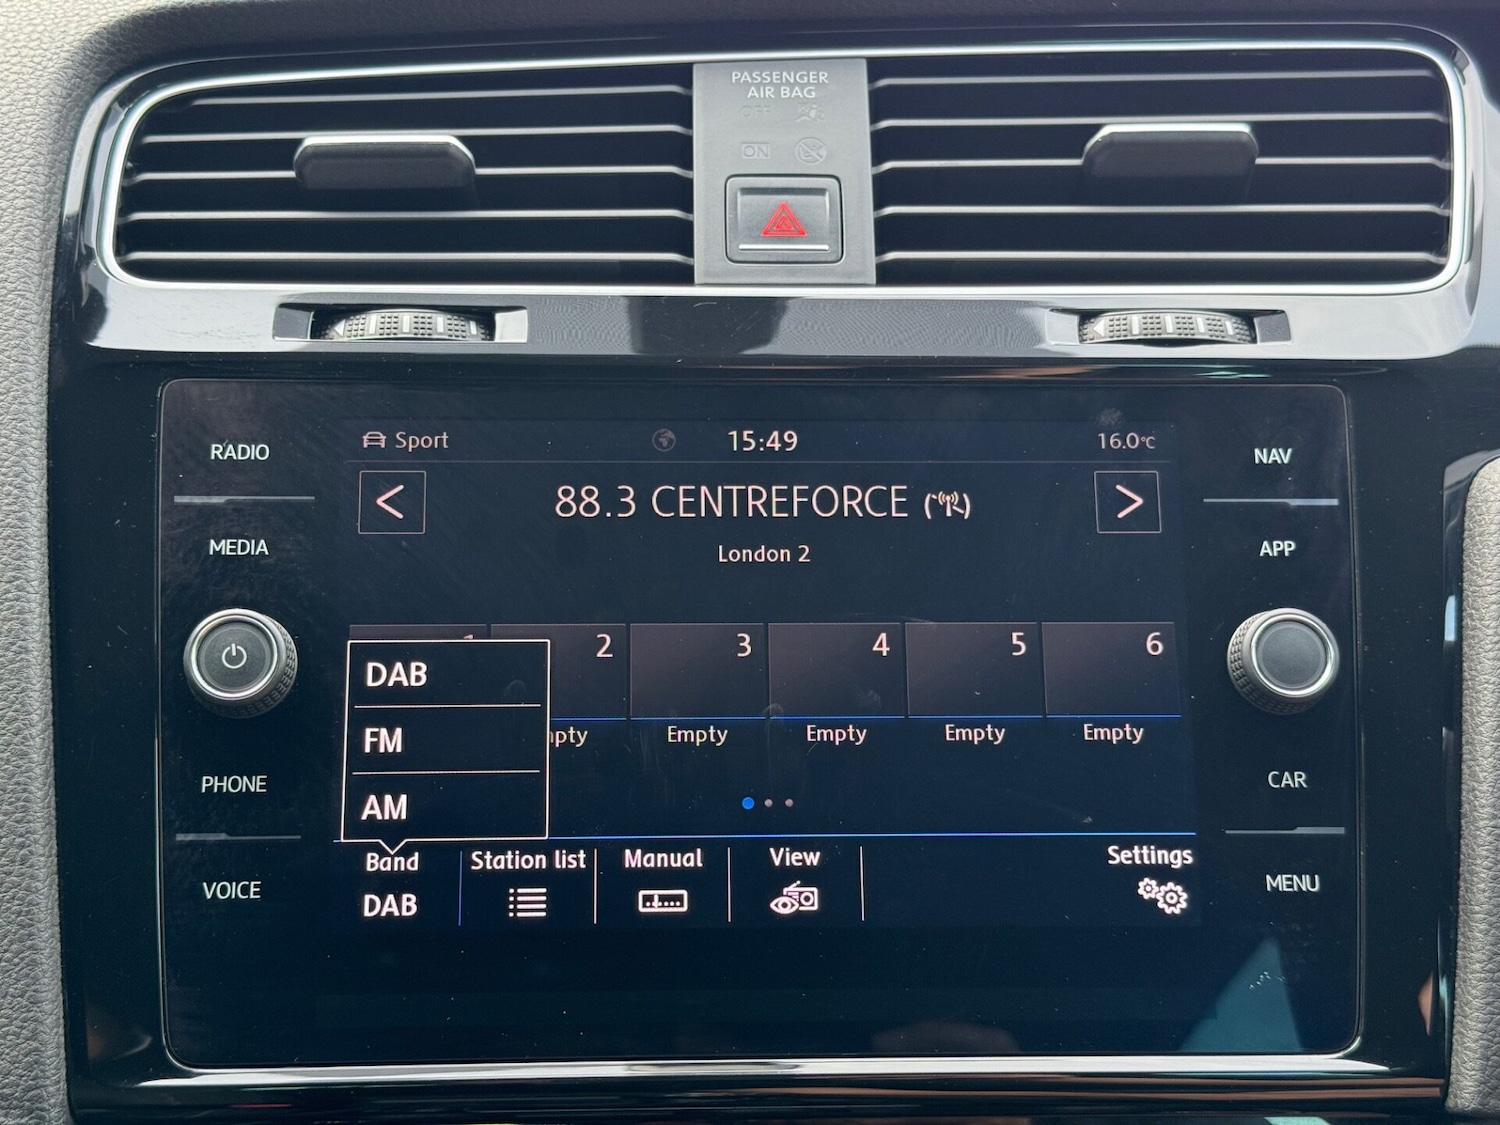 PASSENGER
AIR BAG
OFF
ON
RADIO
MEDIA
PHONE
VOICE
Sport
15:49
16.0°C
< 88.3 CENTREFORCE >
London 2
1 2 3 4 5 6
Empty Empty Empty Empty
DAB
FM
AM
Band Station list Manual View Settings
DAB
NAV
APP
CAR
MENU